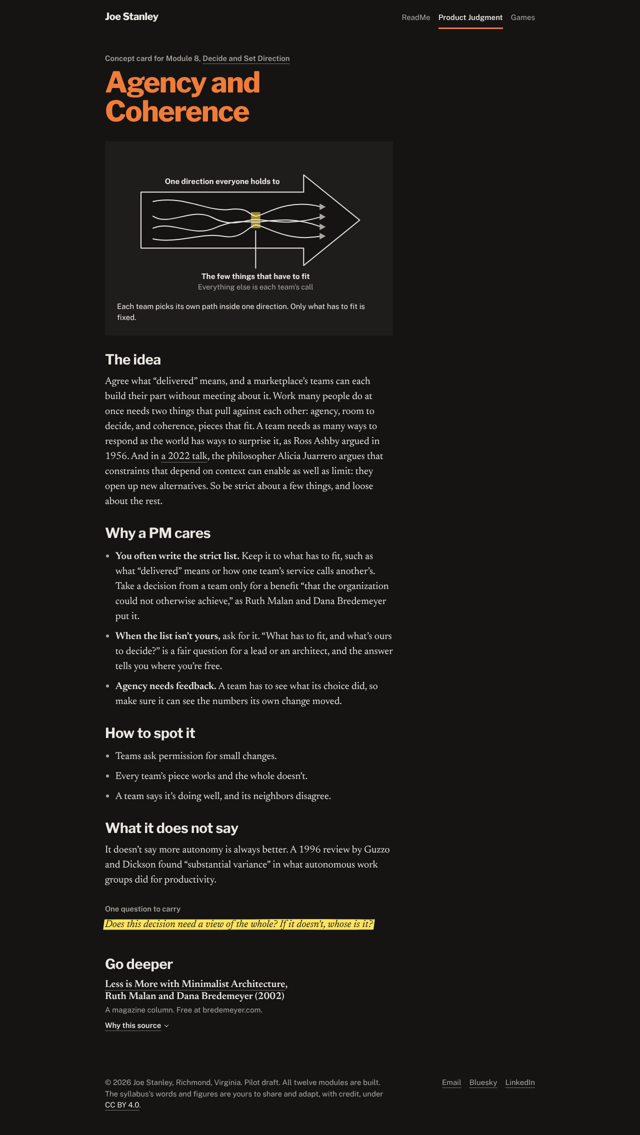 Joe Stanley
ReadMe Product Judgment Games
Concept card for Module 8, Decide and Set Direction
Agency and
Coherence
One direction everyone holds to
The few things that have to fit
Everything else is each team's call
Each team picks its own path inside one direction. Only what has to fit is
fixed.
The idea
Agree what “delivered” means, and a marketplace’s teams can each
build their part without meeting about it. Work many people do at
once needs two things that pull against each other: agency, room to
decide, and coherence, pieces that fit. A team needs as many ways to
respond as the world has ways to surprise it, as Ross Ashby argued in
1956. And in a 2022 talk, the philosopher Alicia Juarrero argues that
constraints that depend on context can enable as well as limit: they
open up new alternatives. So be strict about a few things, and loose
about the rest.
Why a PM cares
• You often write the strict list. Keep it to what has to fit, such as
what “delivered” means or how one team’s service calls another’s.
Take a decision from a team only for a benefit “that the organization
could not otherwise achieve,” as Ruth Malan and Dana Bredemeyer
put it.
• When the list isn’t yours, ask for it. “What has to fit, and what’s ours
to decide?” is a fair question for a lead or an architect, and the answer
tells you where you’re free.
• Agency needs feedback. A team has to see what its choice did, so
make sure it can see the numbers its own change moved.
How to spot it
• Teams ask permission for small changes.
• Every team’s piece works and the whole doesn’t.
• A team says it’s doing well, and its neighbors disagree.
What it does not say
It doesn’t say more autonomy is always better. A 1996 review by Guzzo
and Dickson found “substantial variance” in what autonomous work
groups did for productivity.
One question to carry
Does this decision need a view of the whole? If it doesn’t, whose is it?
Go deeper
Less is More with Minimalist Architecture,
Ruth Malan and Dana Bredemeyer (2002)
A magazine column. Free at bredemeyer.com.
Why this source
© 2026 Joe Stanley, Richmond, Virginia. Pilot draft. All twelve modules are built.
The syllabus’s words and figures are yours to share and adapt, with credit, under
CC BY 4.0.
Email Bluesky LinkedIn